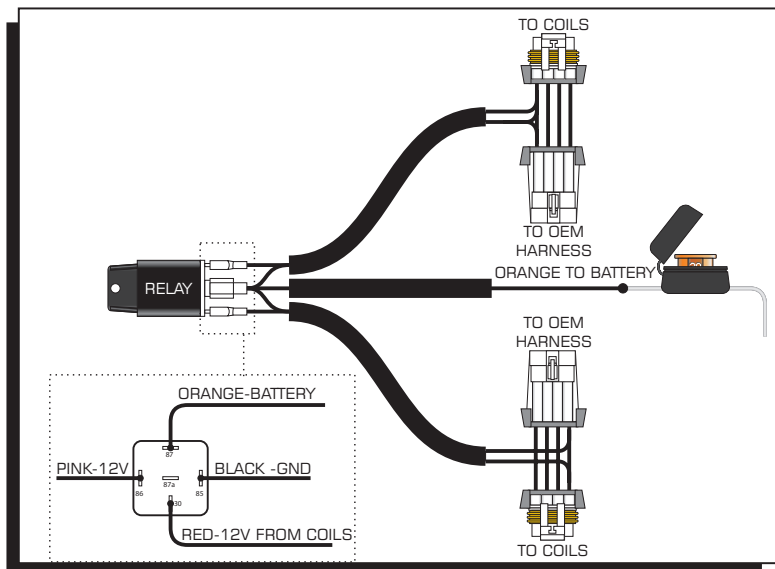 TO COILS
TO OEM
HARNESS
ORANGE TO BATTERY
RELAY
TO OEM
HARNESS
TO COILS
ORANGE-BATTERY
87
PINK-12V
BLACK -GND
87a
86
85
30
RED-12V FROM COILS